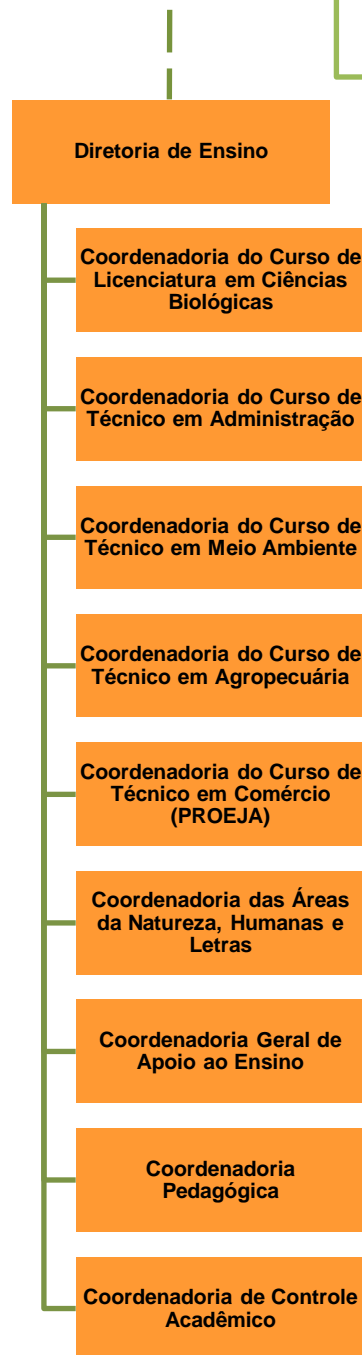 Diretoria de Ensino
Coordenadoria do Curso de
Licenciatura em Ciências
Biológicas
Coordenadoria do Curso de
Técnico em Administração
Coordenadoria do Curso de
Técnico em Meio Ambiente
Coordenadoria do Curso de
Técnico em Agropecuária
Coordenadoria do Curso de
Técnico em Comércio
(PROEJA)
Coordenadoria das Áreas
da Natureza, Humanas e
Letras
Coordenadoria Geral de
Apoio ao Ensino
Coordenadoria
Pedagógica
Coordenadoria de Controle
Acadêmico